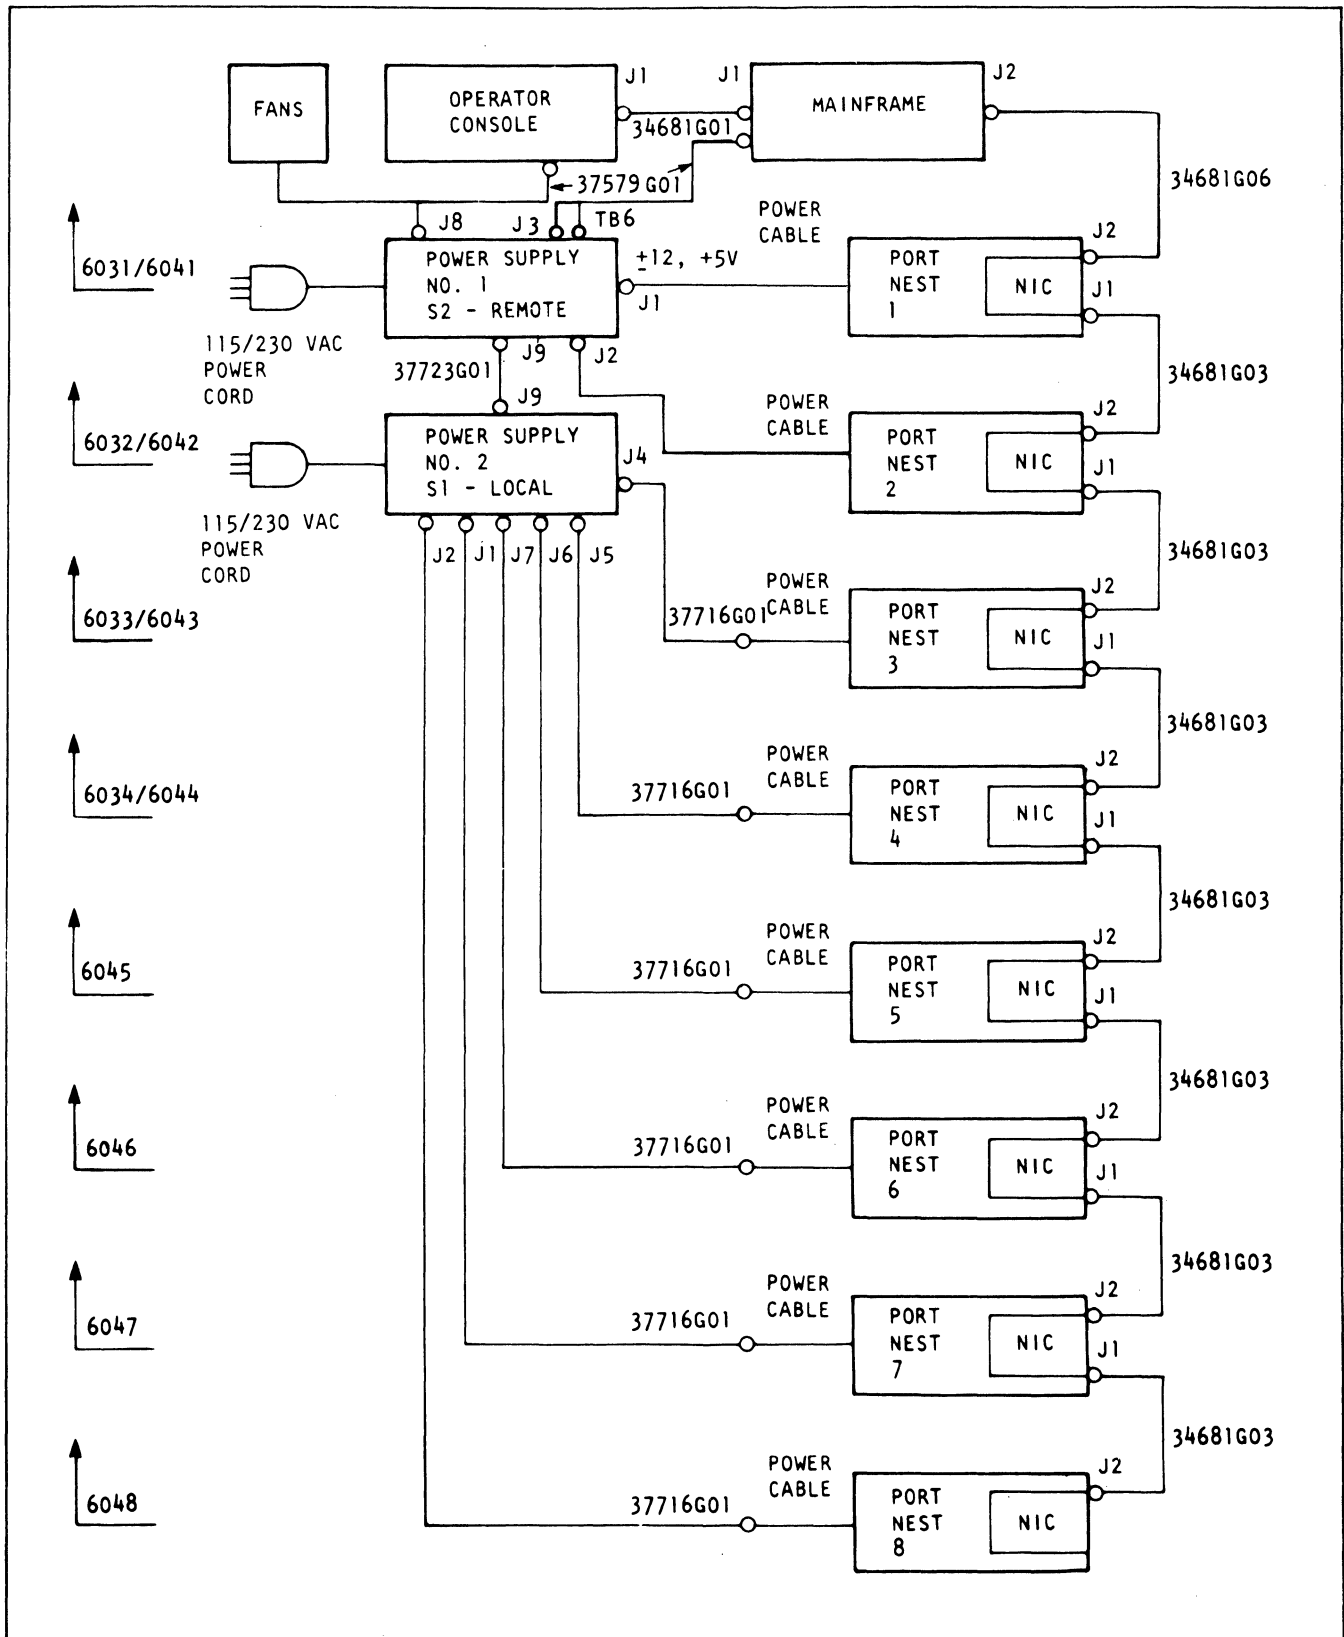 FANS
OPERATOR
CONSOLE
J1
J1
34681G01
MAINFRAME
J2
37579G01
34681G06
J8
J3
TB6
POWER
CABLE
6031/6041
115/230 VAC
POWER
CORD
POWER SUPPLY
NO. 1
S2 - REMOTE
±12, +5V
J1
PORT
NEST
1
NIC
J2
J1
J9
J2
37723G01
34681G03
J9
6032/6042
115/230 VAC
POWER
CORD
POWER SUPPLY
NO. 2
S1 - LOCAL
J4
POWER
CABLE
PORT
NEST
2
NIC
J2
J1
J2
J1
J7
J6
J5
34681G03
6033/6043
37716G01
POWER
CABLE
PORT
NEST
3
NIC
J2
J1
34681G03
6034/6044
37716G01
POWER
CABLE
PORT
NEST
4
NIC
J2
J1
34681G03
6045
37716G01
POWER
CABLE
PORT
NEST
5
NIC
J2
J1
34681G03
6046
37716G01
POWER
CABLE
PORT
NEST
6
NIC
J2
J1
34681G03
6047
37716G01
POWER
CABLE
PORT
NEST
7
NIC
J2
J1
34681G03
6048
37716G01
POWER
CABLE
PORT
NEST
8
NIC
J2